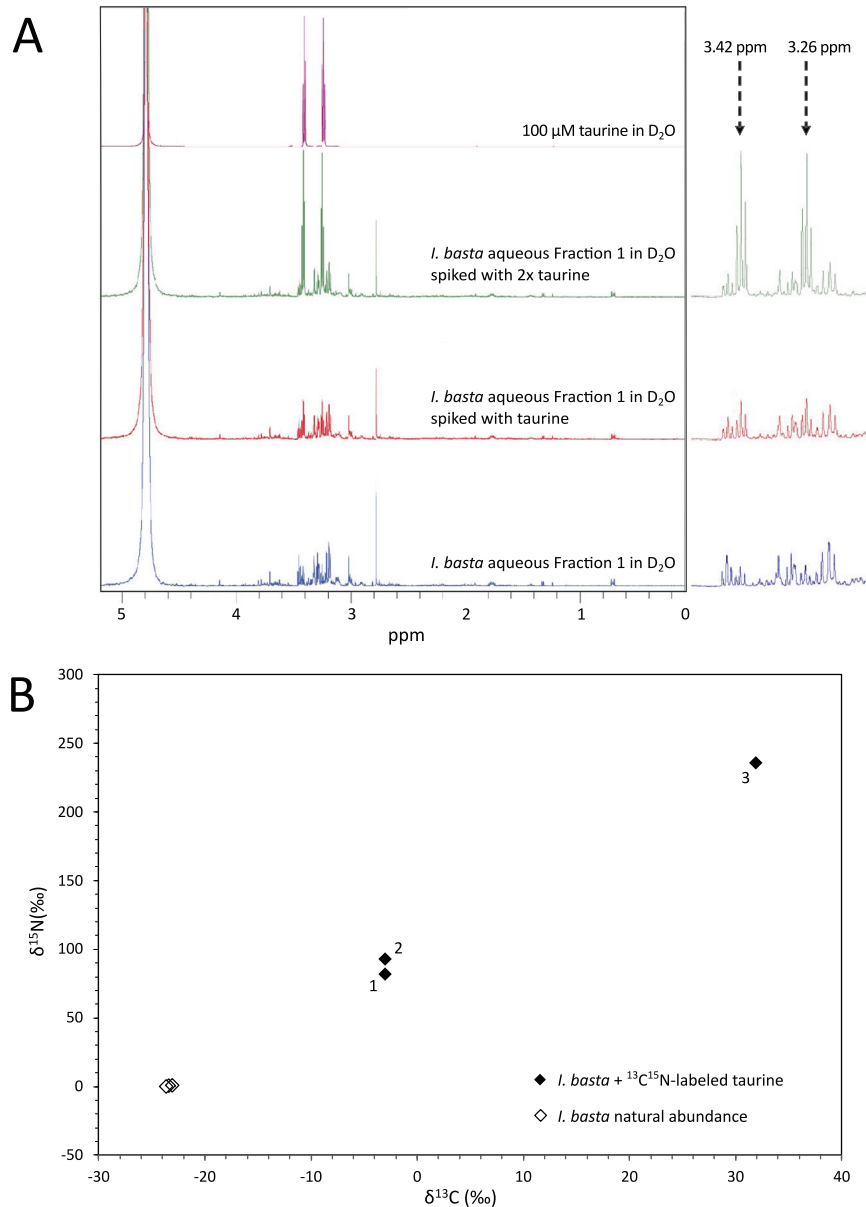 A
3.42 ppm
3.26 ppm
100 µM taurine in D₂O
I. basta aqueous Fraction 1 in D₂O
spiked with 2x taurine
I. basta aqueous Fraction 1 in D₂O
spiked with taurine
I. basta aqueous Fraction 1 in D₂O
5 4 3 2 1 0
ppm
B
300
250
200
150
100
50
0
-50
δ¹⁵N(‰)
3
2
1
I. basta + ¹³C¹⁵N-labeled taurine
I. basta natural abundance
-30 -20 -10 0 10 20 30 40
δ¹³C (‰)